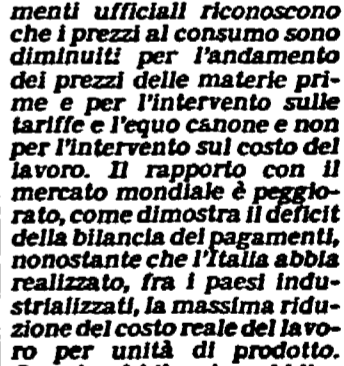 menti ufficiali riconoscono
che i prezzi al consumo sono
diminuiti per l'andamento
dei prezzi delle materie pri-
me e per l'intervento sulle
tariffe e l'equo canone e non
per l'intervento sul costo del
lavoro. Il rapporto con il
mercato mondiale è peggio-
rato, come dimostra il deficit
della bilancia dei pagamenti,
nonostante che l'Italia abbia
realizzato, fra i paesi indu-
strializzati, la massima ridu-
zione del costo reale del lavo-
ro per unità di prodotto.